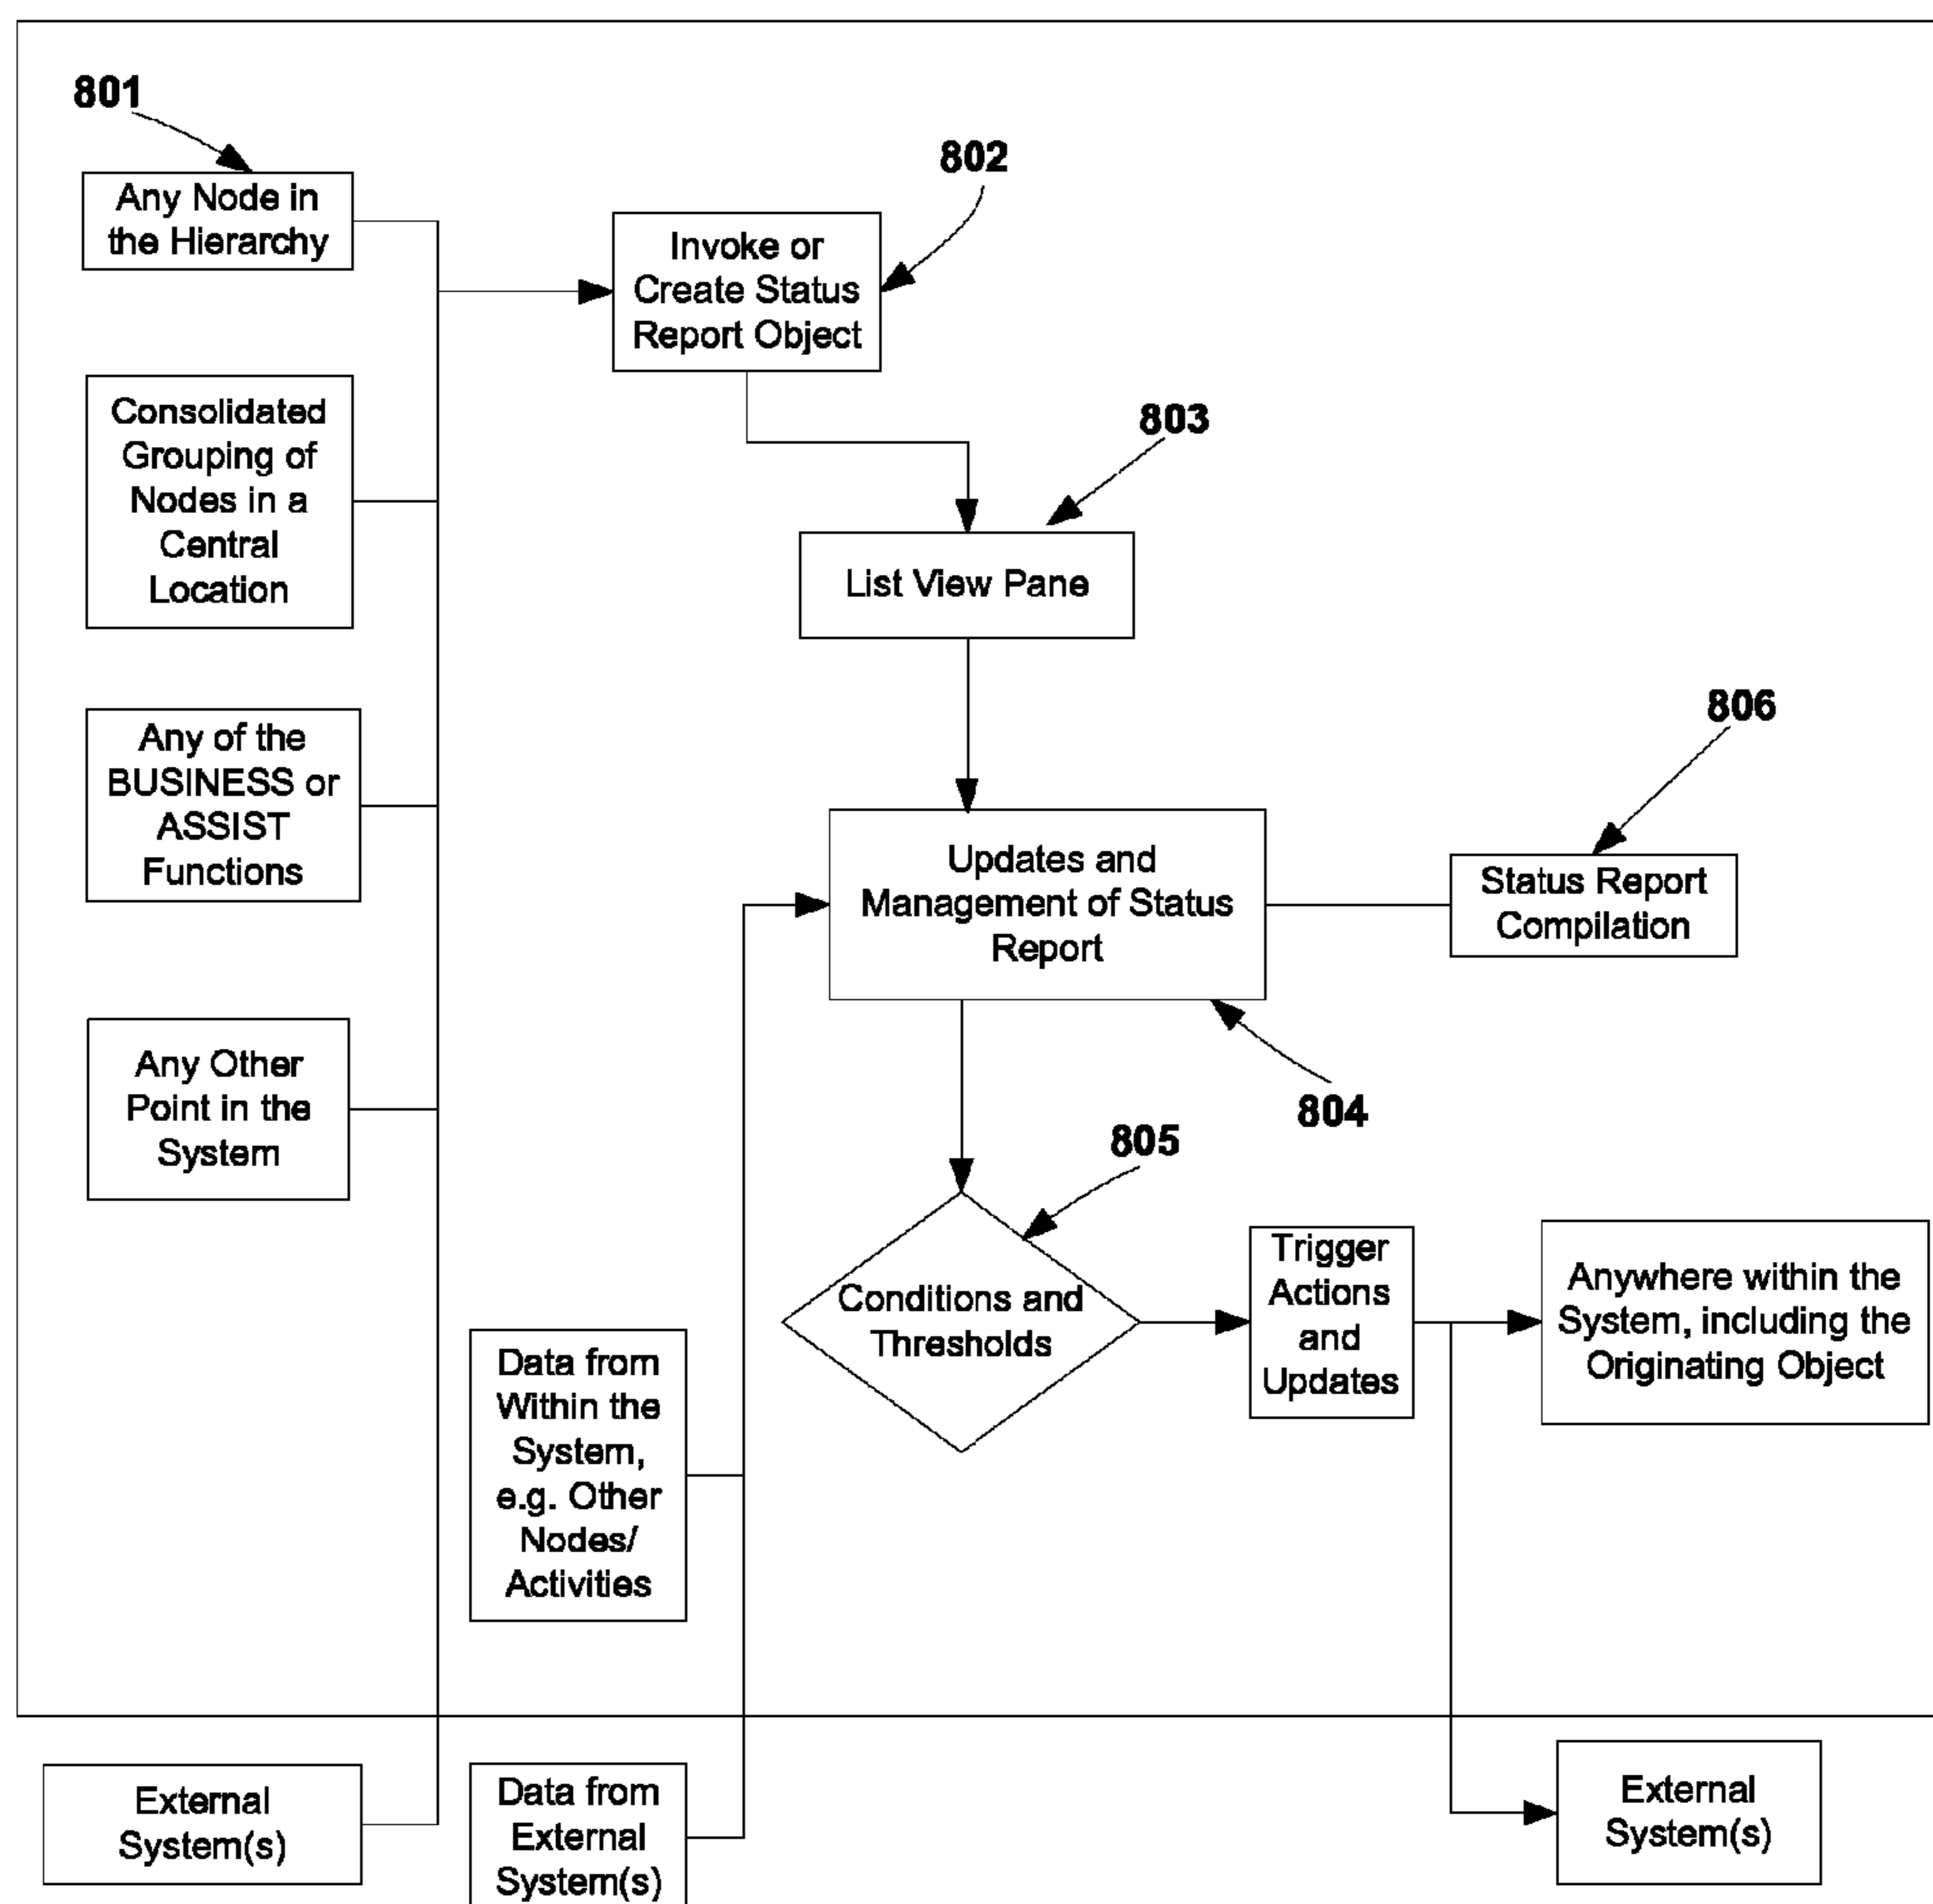 801
Any Node in
the Hierarchy
802
Invoke or
Create Status
Report Object
Consolidated
Grouping of
Nodes in a
Central
Location
803
List View Pane
806
Any of the
BUSINESS or
ASSIST
Functions
Updates and
Management of Status
Report
Status Report
Compilation
Any Other
Point in the
System
804
805
Conditions and
Thresholds
Trigger
Actions
and
Updates
Anywhere within the
System, including the
Originating Object
Data from
Within the
System,
e.g. Other
Nodes/
Activities
External
System(s)
Data from
External
System(s)
External
System(s)